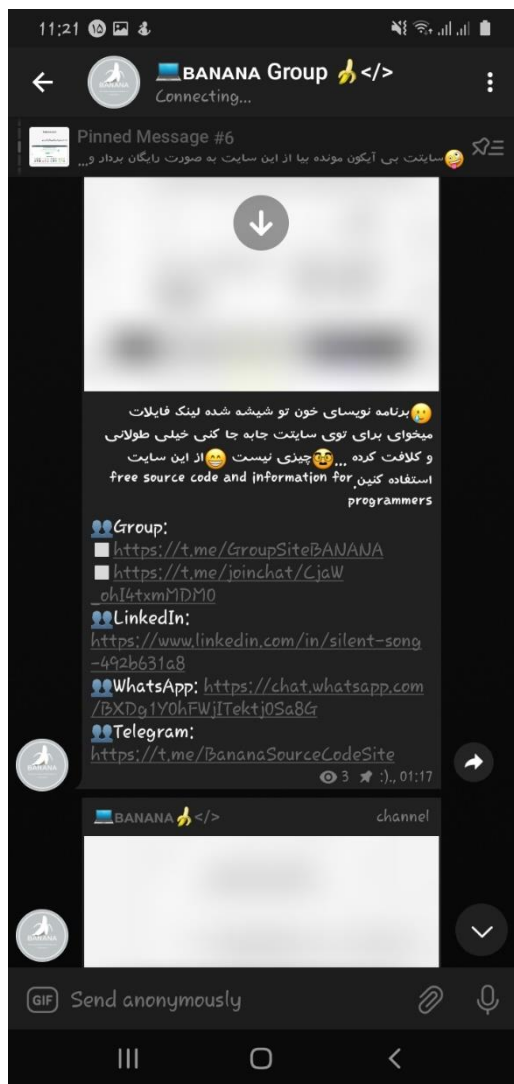 11:21 ۱۵
BANANA Group </>
Connecting...
Pinned Message #6
سایتت بی آیکون مونده بیا از این سایت به صورت رایگان بردار و...
برنامه نویسای خون تو شیشه شده لینک فایلات
میخوای برای توی سایتت جابه جا کنی خیلی طولانی
و کلافت کرده ...چیزی نیست از این سایت
استفاده کنین.free source code and information for
programmers
Group:
https://t.me/GroupSiteBANANA
https://t.me/joinchat/CjaW
_ohI4txmMDM0
LinkedIn:
https://www.linkedin.com/in/silent-song
-492b631a8
WhatsApp: https://chat.whatsapp.com
/BXDg1Y0hFWjITektj0Sa8G
Telegram:
https://t.me/BananaSourceCodeSite
3 :)., 01:17
BANANA
BANANA</> channel
BANANA
GIF Send anonymously